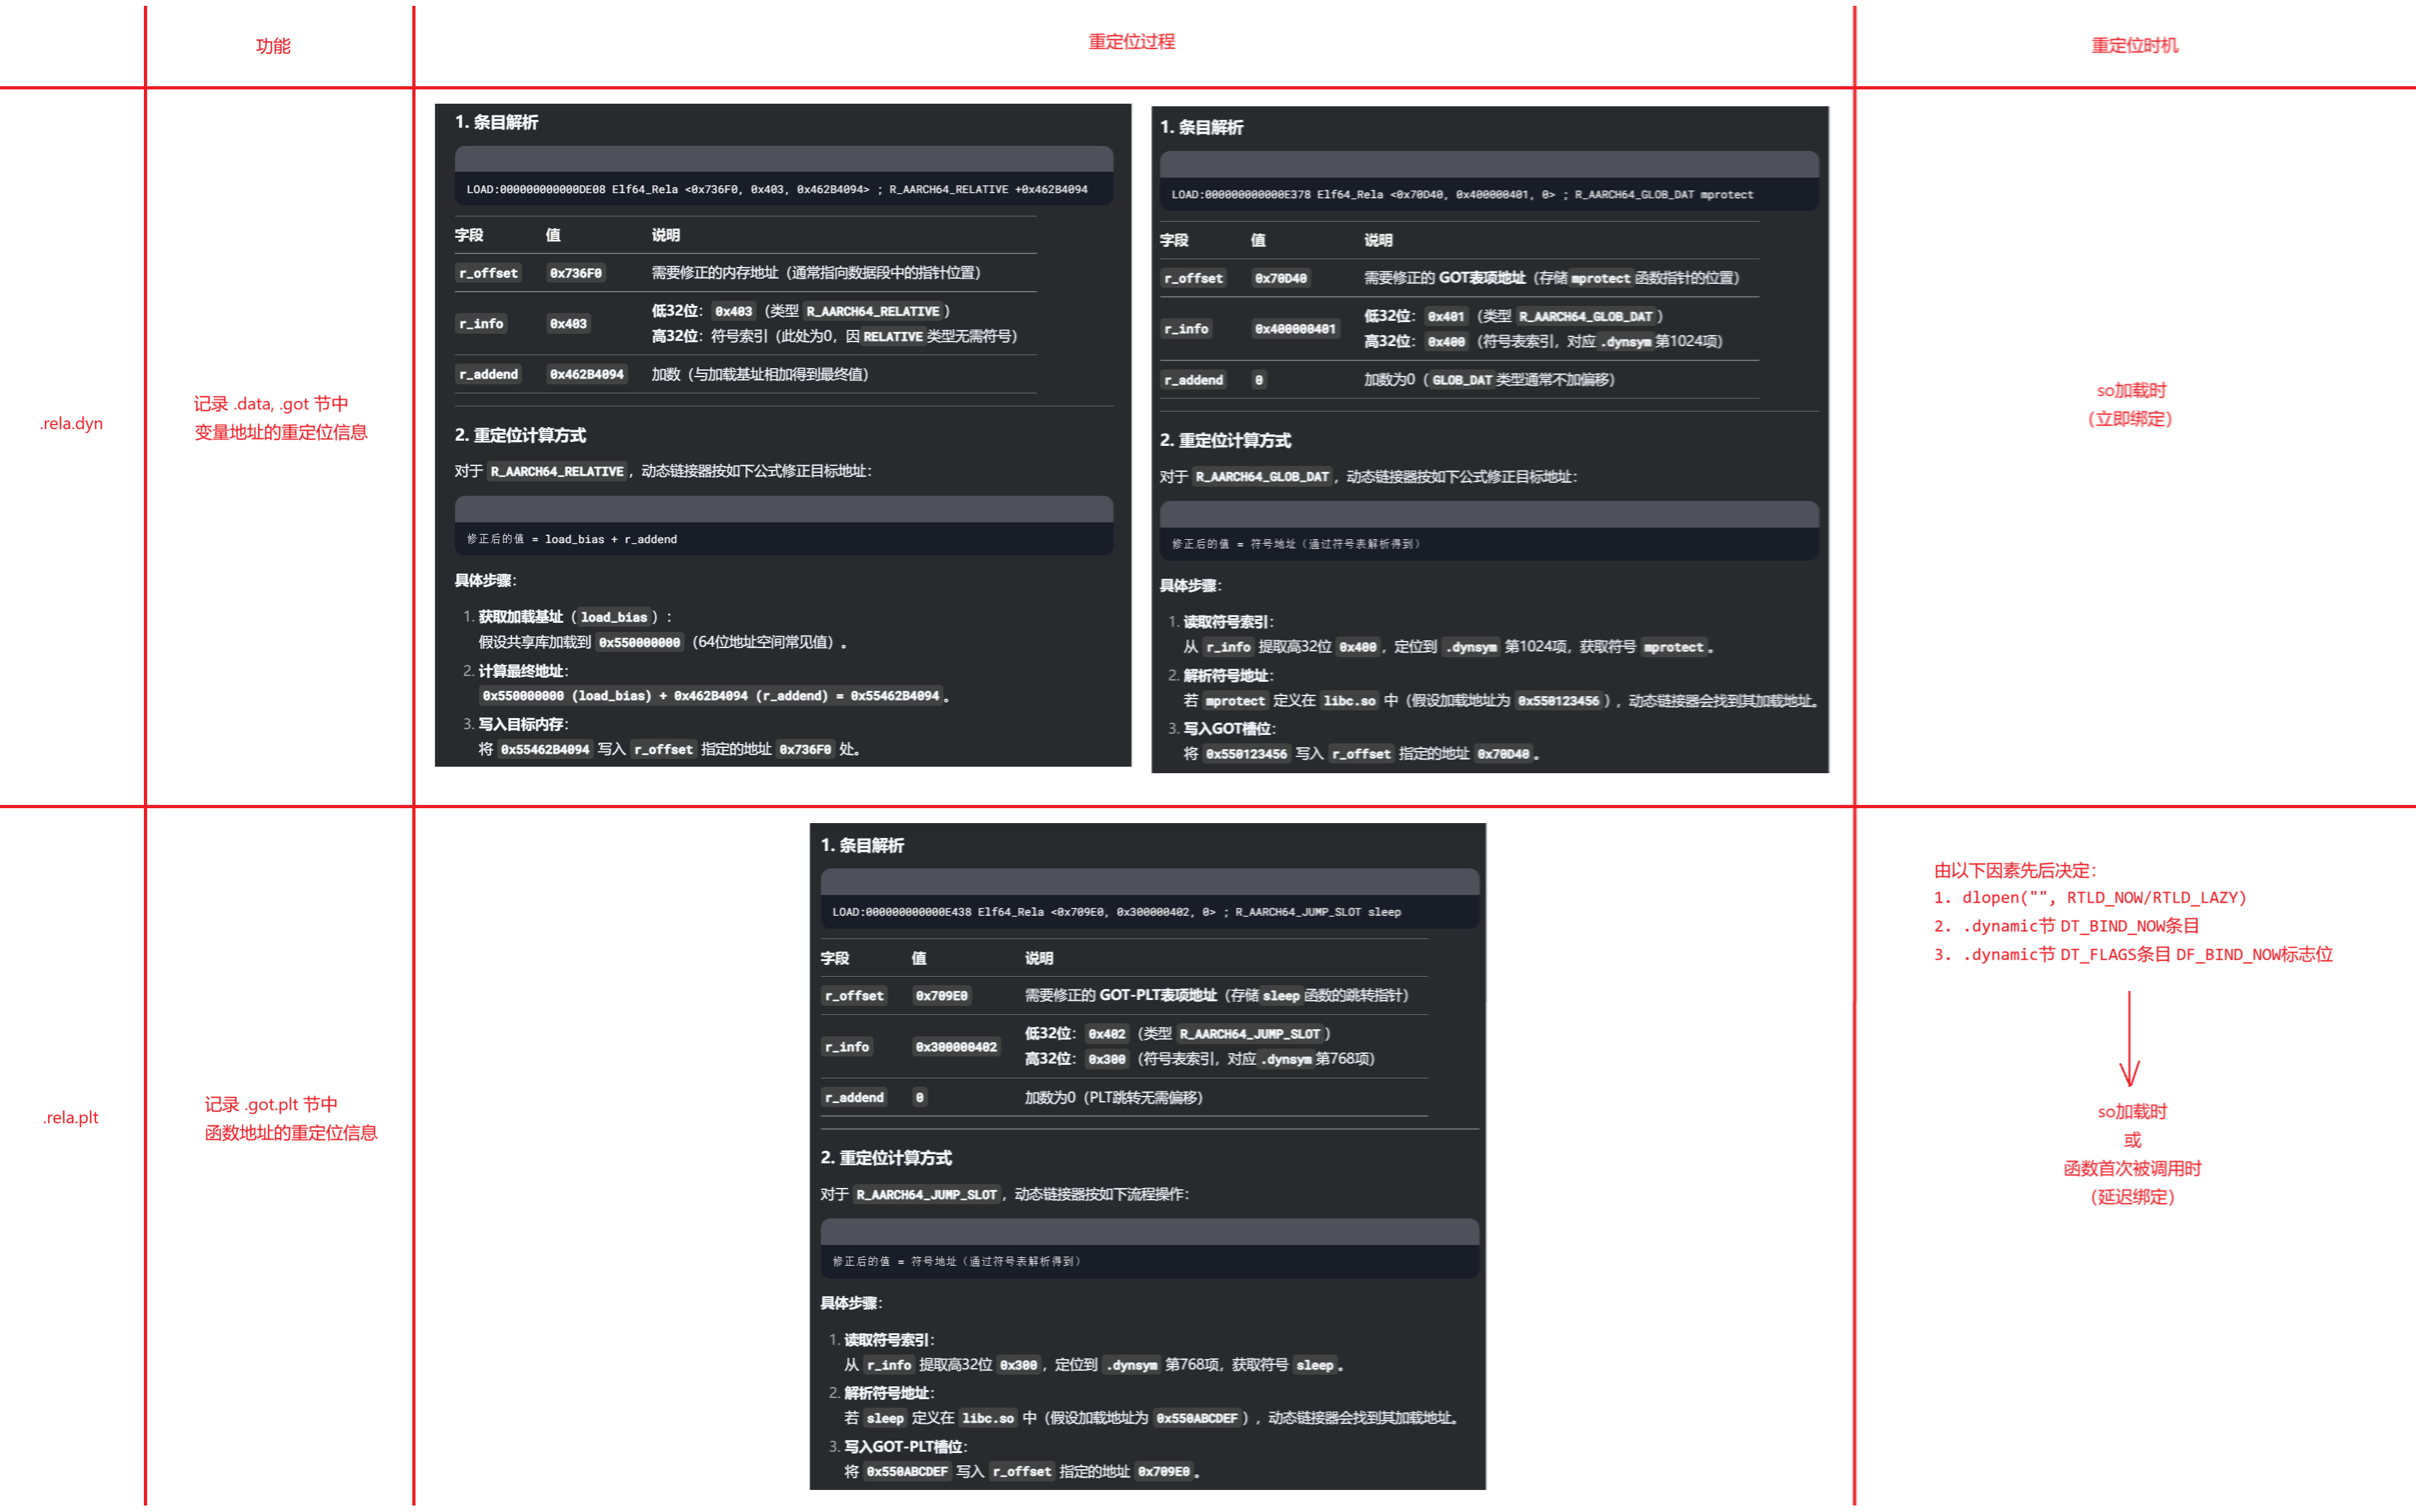 功能
重定位过程
重定位时机
.rela.dyn
记录 .data, .got 节中
变量地址的重定位信息
1. 条目解析
LOAD:000000000000DE08 Elf64_Rela <0x736F0, 0x403, 0x462B4094> ; R_AARCH64_RELATIVE +0x462B4094
字段 值 说明
r_offset 0x736F0 需要修正的内存地址（通常指向数据段中的指针位置）
r_info 0x403 低32位：0x403（类型 R_AARCH64_RELATIVE）
高32位：符号索引（此处为0，因 RELATIVE 类型无需符号）
r_addend 0x462B4094 加数（与加载基址相加得到最终值）
2. 重定位计算方式
对于 R_AARCH64_RELATIVE，动态链接器按如下公式修正目标地址：
修正后的值 = load_bias + r_addend
具体步骤：
1. 获取加载基址（load_bias）：
假设共享库加载到 0x550000000（64位地址空间常见值）。
2. 计算最终地址：
0x550000000 (load_bias) + 0x462B4094 (r_addend) = 0x55462B4094。
3. 写入目标内存：
将 0x55462B4094 写入 r_offset 指定的地址 0x736F0 处。
1. 条目解析
LOAD:000000000000E378 Elf64_Rela <0x70D40, 0x400000401, 0> ; R_AARCH64_GLOB_DAT mprotect
字段 值 说明
r_offset 0x70D40 需要修正的 GOT表项地址（存储 mprotect 函数指针的位置）
r_info 0x400000401 低32位：0x401（类型 R_AARCH64_GLOB_DAT）
高32位：0x400（符号表索引，对应 .dynsym 第1024项）
r_addend 0 加数为0（GLOB_DAT 类型通常不加偏移）
2. 重定位计算方式
对于 R_AARCH64_GLOB_DAT，动态链接器按如下公式修正目标地址：
修正后的值 = 符号地址（通过符号表解析得到）
具体步骤：
1. 读取符号索引：
从 r_info 提取高32位 0x400，定位到 .dynsym 第1024项，获取符号 mprotect。
2. 解析符号地址：
若 mprotect 定义在 libc.so 中（假设加载地址为 0x550123456），动态链接器会找到其加载地址。
3. 写入GOT槽位：
将 0x550123456 写入 r_offset 指定的地址 0x70D40。
so加载时
（立即绑定）
.rela.plt
记录 .got.plt 节中
函数地址的重定位信息
1. 条目解析
LOAD:000000000000E438 Elf64_Rela <0x709E0, 0x300000402, 0> ; R_AARCH64_JUMP_SLOT sleep
字段 值 说明
r_offset 0x709E0 需要修正的 GOT-PLT表项地址（存储 sleep 函数的跳转指针）
r_info 0x300000402 低32位：0x402（类型 R_AARCH64_JUMP_SLOT）
高32位：0x300（符号表索引，对应 .dynsym 第768项）
r_addend 0 加数为0（PLT跳转无需偏移）
2. 重定位计算方式
对于 R_AARCH64_JUMP_SLOT，动态链接器按如下流程操作：
修正后的值 = 符号地址（通过符号表解析得到）
具体步骤：
1. 读取符号索引：
从 r_info 提取高32位 0x300，定位到 .dynsym 第768项，获取符号 sleep。
2. 解析符号地址：
若 sleep 定义在 libc.so 中（假设加载地址为 0x550ABCDEF），动态链接器会找到其加载地址。
3. 写入GOT-PLT槽位：
将 0x550ABCDEF 写入 r_offset 指定的地址 0x709E0。
由以下因素先后决定：
1. dlopen("", RTLD_NOW/RTLD_LAZY)
2. .dynamic节 DT_BIND_NOW条目
3. .dynamic节 DT_FLAGS条目 DF_BIND_NOW标志位
so加载时
或
函数首次被调用时
（延迟绑定）